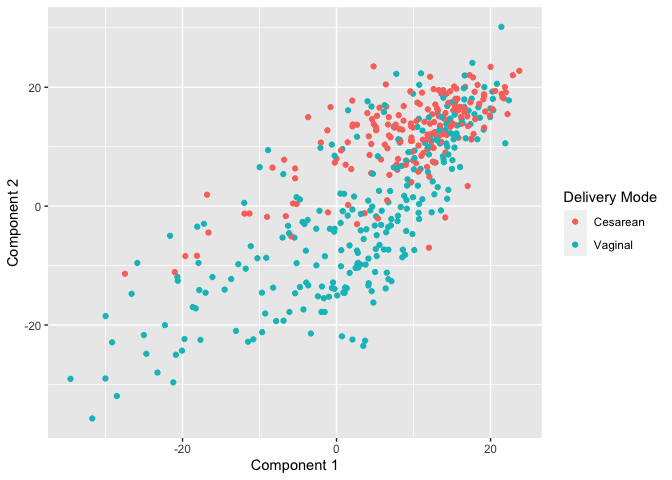 20
0
-20
Component 2
-20
0
20
Component 1
Delivery Mode
Cesarean
Vaginal